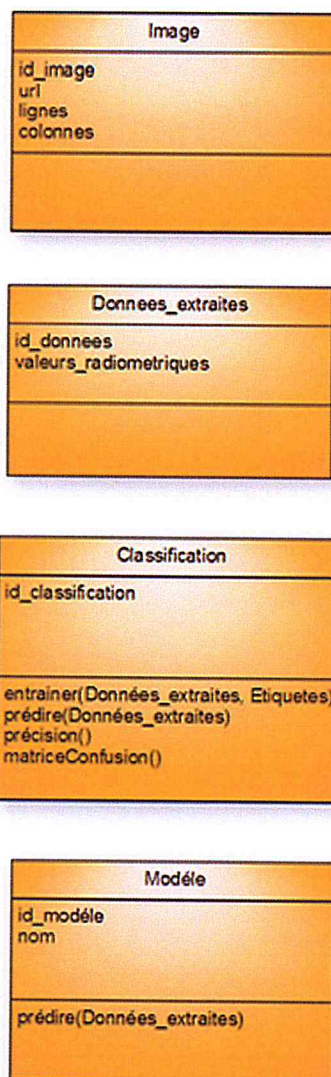 Image
id_image
url
lignes
colonnes
Donnees_extraites
id_donnees
valeurs_radiometriques
Classification
id_classification
entrainer(Données_extraites, Etiquetes)
prédire(Données_extraites)
précision()
matriceConfusion()
Modéle
id_modéle
nom
prédire(Données_extraites)